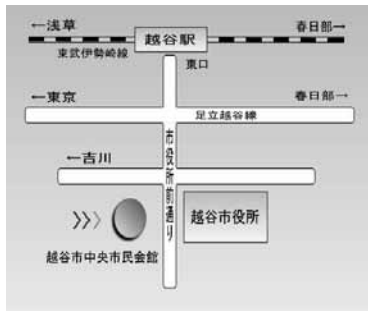 ←浅草
春日部→
越谷駅
東武伊勢崎線
東口
←東京
春日部→
足立越谷線
←吉川
市役所前通り
越谷市役所
越谷市中央市民会館